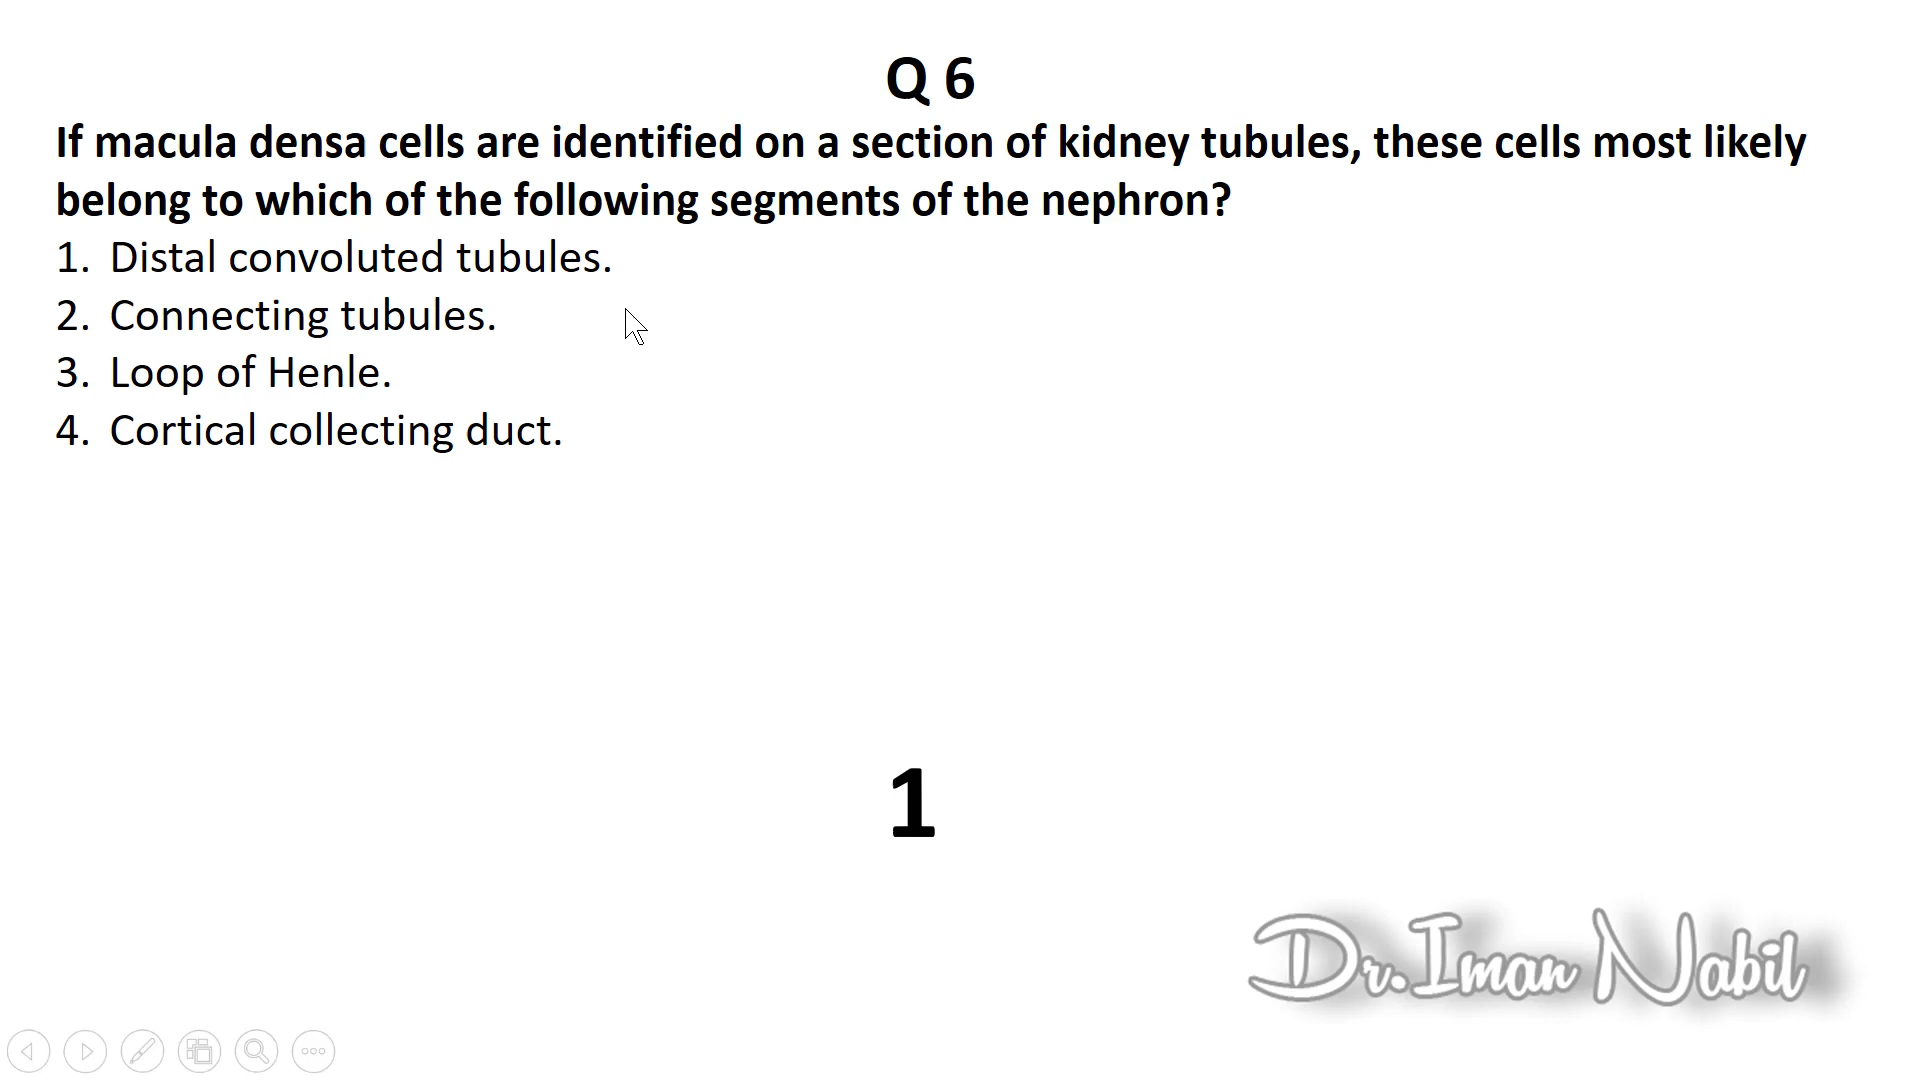 Q 6
If macula densa cells are identified on a section of kidney tubules, these cells most likely
belong to which of the following segments of the nephron?
1. Distal convoluted tubules.
2. Connecting tubules.
3. Loop of Henle.
4. Cortical collecting duct.
1
Dr.Iman Nabil